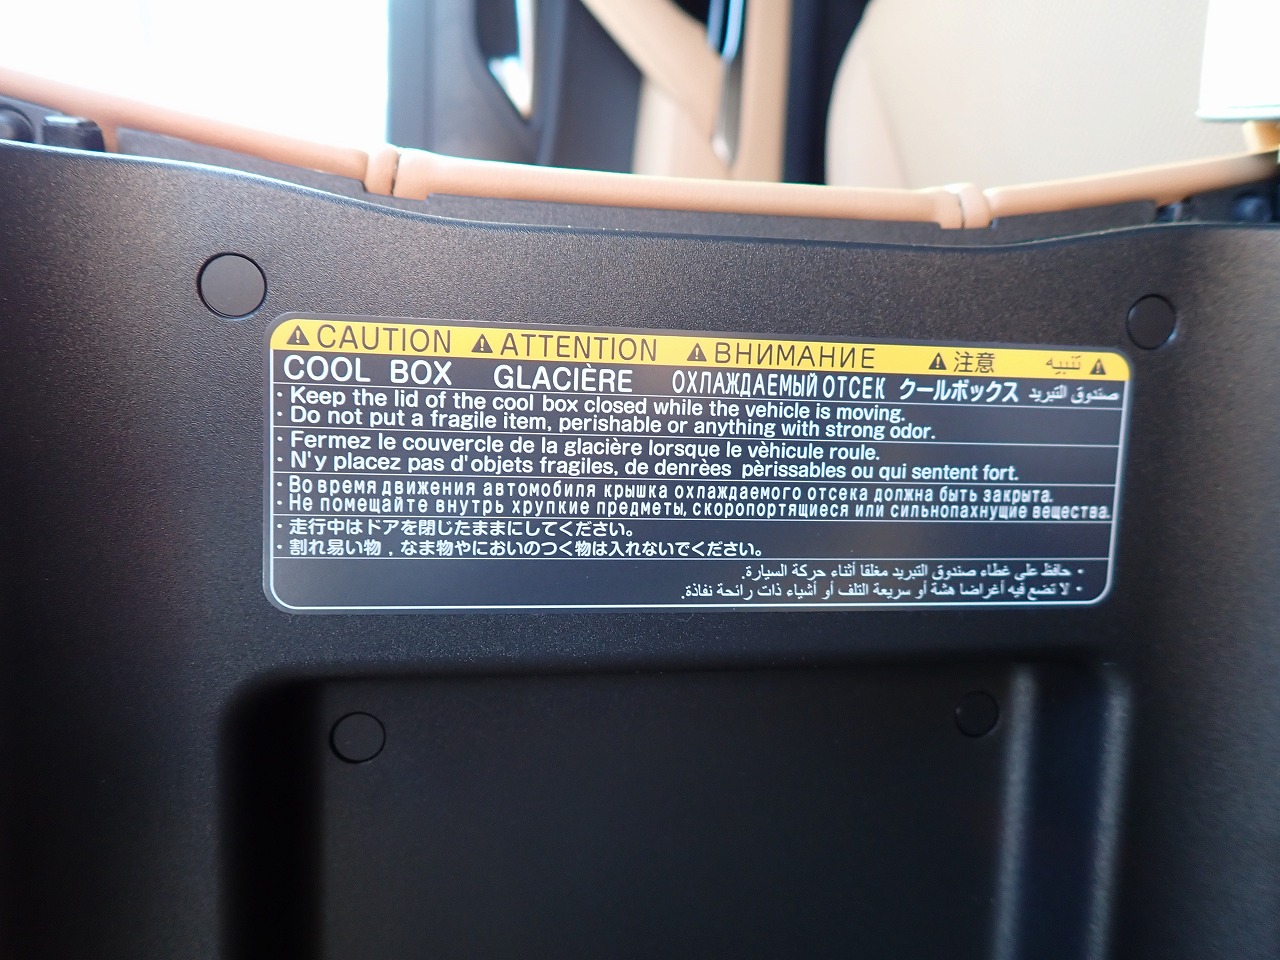 ⚠CAUTION ⚠ATTENTION ⚠ВНИМАНИЕ ⚠注意 ⚠تنبيه
COOL BOX GLACIÈRE ОХЛАЖДАЕМЫЙ ОТСЕК クールボックス صندوق التبريد
・Keep the lid of the cool box closed while the vehicle is moving.
・Do not put a fragile item, perishable or anything with strong odor.
・Fermez le couvercle de la glacière lorsque le vèhicule roule.
・N'y placez pas d'objets fragiles, de denrèes pèrissables ou qui sentent fort.
・Во время движения автомобиля крышка охлаждаемого отсека должна быть закрыта.
・Не помещайте внутрь хрупкие предметы, скоропортящиеся или сильнопахнущие вещества.
・走行中はドアを閉じたままにしてください。
・割れ易い物，なま物やにおいのつく物は入れないでください。
・حافظ على غطاء صندوق التبريد مغلقا أثناء حركة السيارة.
・لا تضع فيه أغراضا هشة أو سريعة التلف أو أشياء ذات رائحة نفاذة.